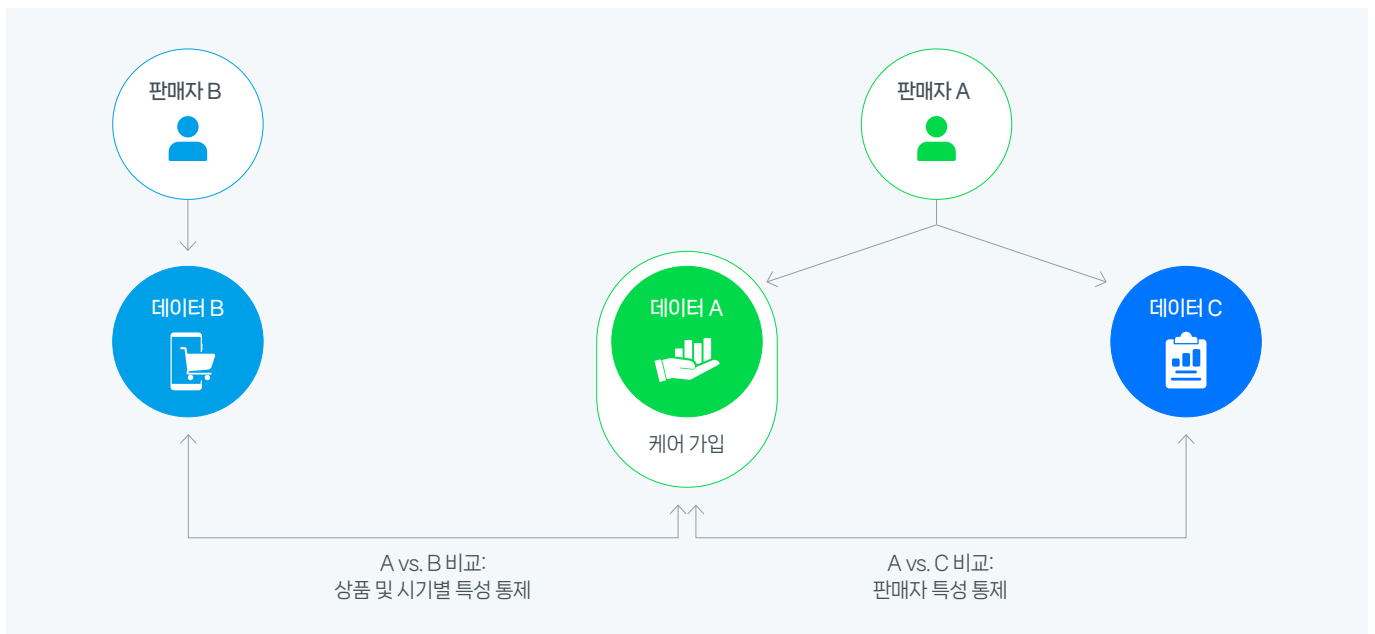 판매자 B
판매자 A
데이터 B
데이터 A
데이터 C
케어 가입
A vs. B 비교:
상품 및 시기별 특성 통제
A vs. C 비교:
판매자 특성 통제